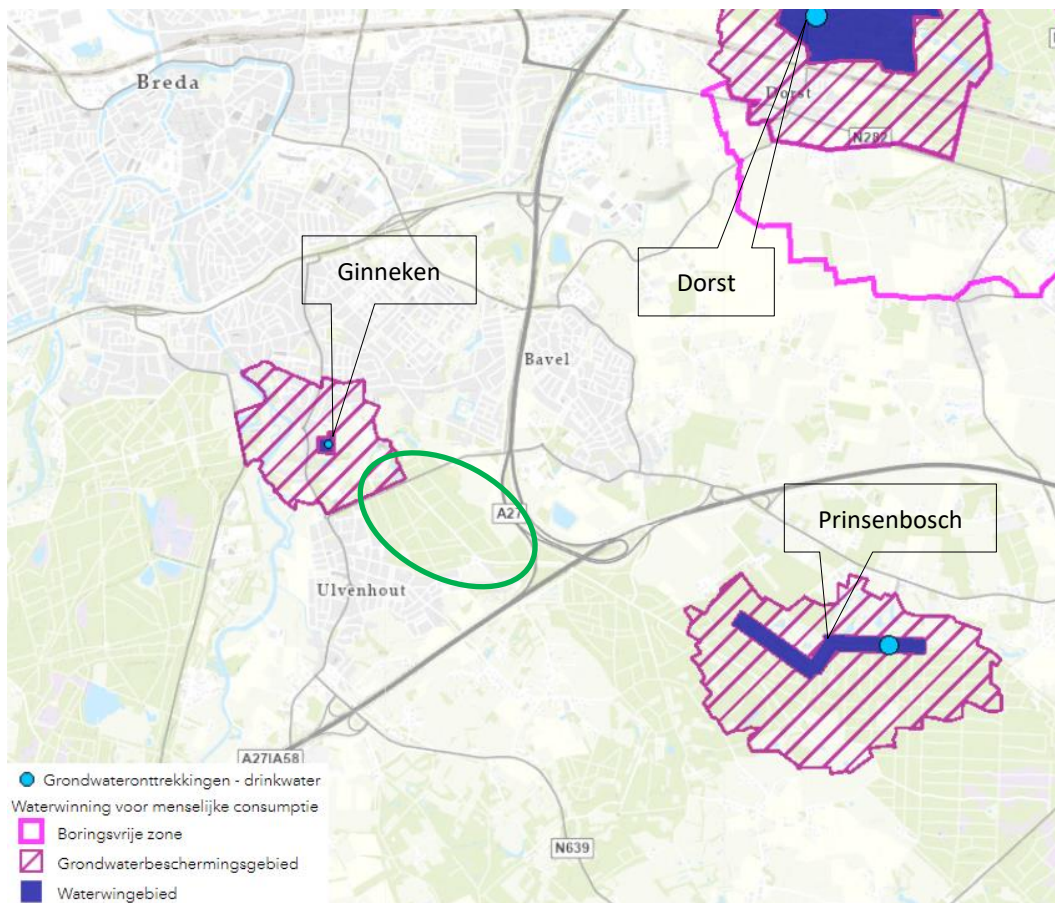 Breda
Dorst
N282
Ginneken
Dorst
Bavel
A27
Prinsenbosch
Ulvenhout
A27|A58
N639
Grondwateronttrekkingen - drinkwater
Waterwinning voor menselijke consumptie
Boringsvrije zone
Grondwaterbeschermingsgebied
Waterwingebied